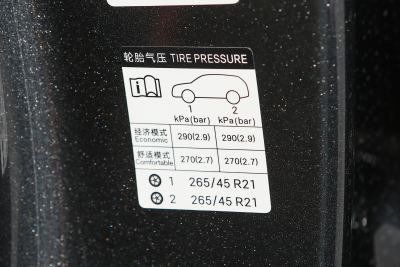 轮胎气压 TIRE PRESSURE
1 2
kPa(bar) kPa(bar)
经济模式 290(2.9) 290(2.9)
Economic
舒适模式 270(2.7) 270(2.7)
Comfortable
1 265/45 R21
2 265/45 R21